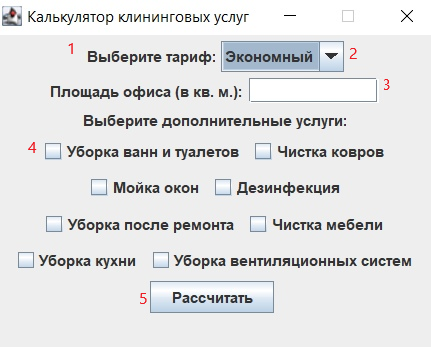 Калькулятор клининговых услуг
1 Выберите тариф: Экономный 2
Площадь офиса (в кв. м.): 3
Выберите дополнительные услуги:
4 Уборка ванн и туалетов Чистка ковров
Мойка окон Дезинфекция
Уборка после ремонта Чистка мебели
Уборка кухни Уборка вентиляционных систем
5 Рассчитать